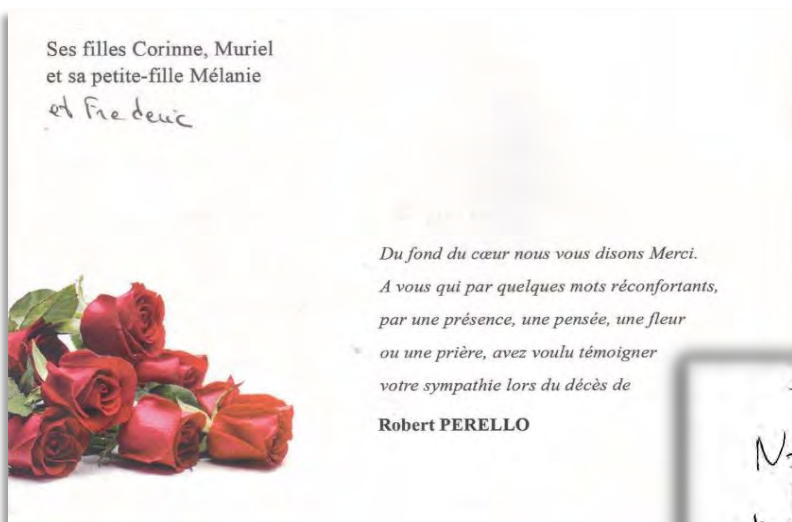 Ses filles Corinne, Muriel
et sa petite-fille Mélanie
et Frederic
Du fond du cœur nous vous disons Merci.
A vous qui par quelques mots réconfortants,
par une présence, une pensée, une fleur
ou une prière, avez voulu témoigner
votre sympathie lors du décès de
Robert PERELLO